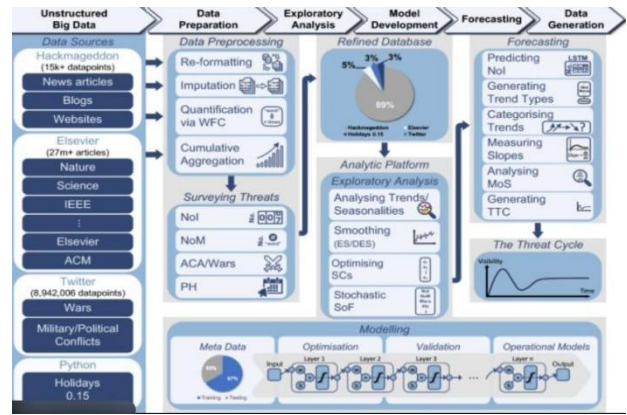 Unstructured
Big Data
Data
Preparation
Exploratory
Analysis
Model
Development
Forecasting
Data
Generation
Data Sources
Hackmageddon
(15k+ datapoints)
News articles
Blogs
Websites
Elsevier
(27m+ articles)
Nature
Science
IEEE
⋮
Elsevier
ACM
Twitter
(8,942,006 datapoints)
Wars
Military/Political
Conflicts
Python
Holidays
0.15
Data Preprocessing
Re-formatting
Imputation
Quantification
via WFC
Cumulative
Aggregation
Surveying Threats
NoI
NoM
ACA/Wars
PH
Refined Database
5%
3%
3%
89%
Hackmageddon
Elsevier
Holidays 0.15
Twitter
Analytic Platform
Exploratory Analysis
Analysing Trends/
Seasonalities
Smoothing
(ES/DES)
Optimising
SCs
Stochastic
SoF
Forecasting
Predicting
NoI
LSTM
Generating
Trend Types
Categorising
Trends
Measuring
Slopes
Analysing
MoS
Generating
TTC
The Threat Cycle
Visibility
Time
Modelling
Meta Data
Optimisation
Validation
Operational Models
67%
Training
Testing
Input
Layer 1
Layer 2
Layer 3
Layer n
Output